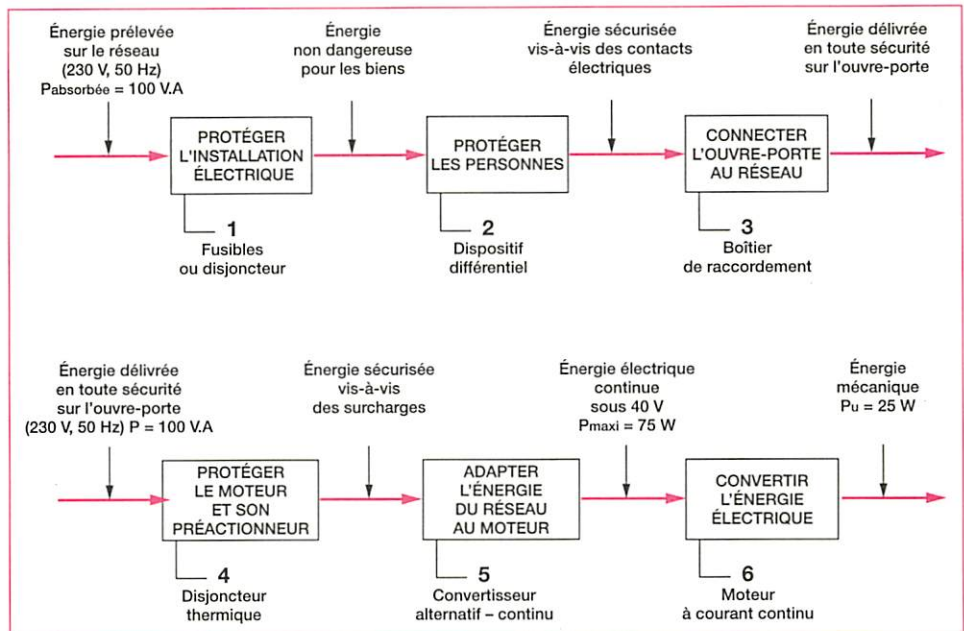 Énergie prélevée
sur le réseau
(230 V, 50 Hz)
Pabsorbée = 100 V.A
Énergie
non dangereuse
pour les biens
Énergie sécurisée
vis-à-vis des contacts
électriques
Énergie délivrée
en toute sécurité
sur l'ouvre-porte
PROTÉGER
L'INSTALLATION
ÉLECTRIQUE
PROTÉGER
LES PERSONNES
CONNECTER
L'OUVRE-PORTE
AU RÉSEAU
1
Fusibles
ou disjoncteur
2
Dispositif
différentiel
3
Boîtier
de raccordement
Énergie délivrée
en toute sécurité
sur l'ouvre-porte
(230 V, 50 Hz) P = 100 V.A
Énergie sécurisée
vis-à-vis
des surcharges
Énergie électrique
continue
sous 40 V
Pmaxi = 75 W
Énergie
mécanique
Pu = 25 W
PROTÉGER
LE MOTEUR
ET SON
PRÉACTIONNEUR
ADAPTER
L'ÉNERGIE
DU RÉSEAU
AU MOTEUR
CONVERTIR
L'ÉNERGIE
ÉLECTRIQUE
4
Disjoncteur
thermique
5
Convertisseur
alternatif – continu
6
Moteur
à courant continu